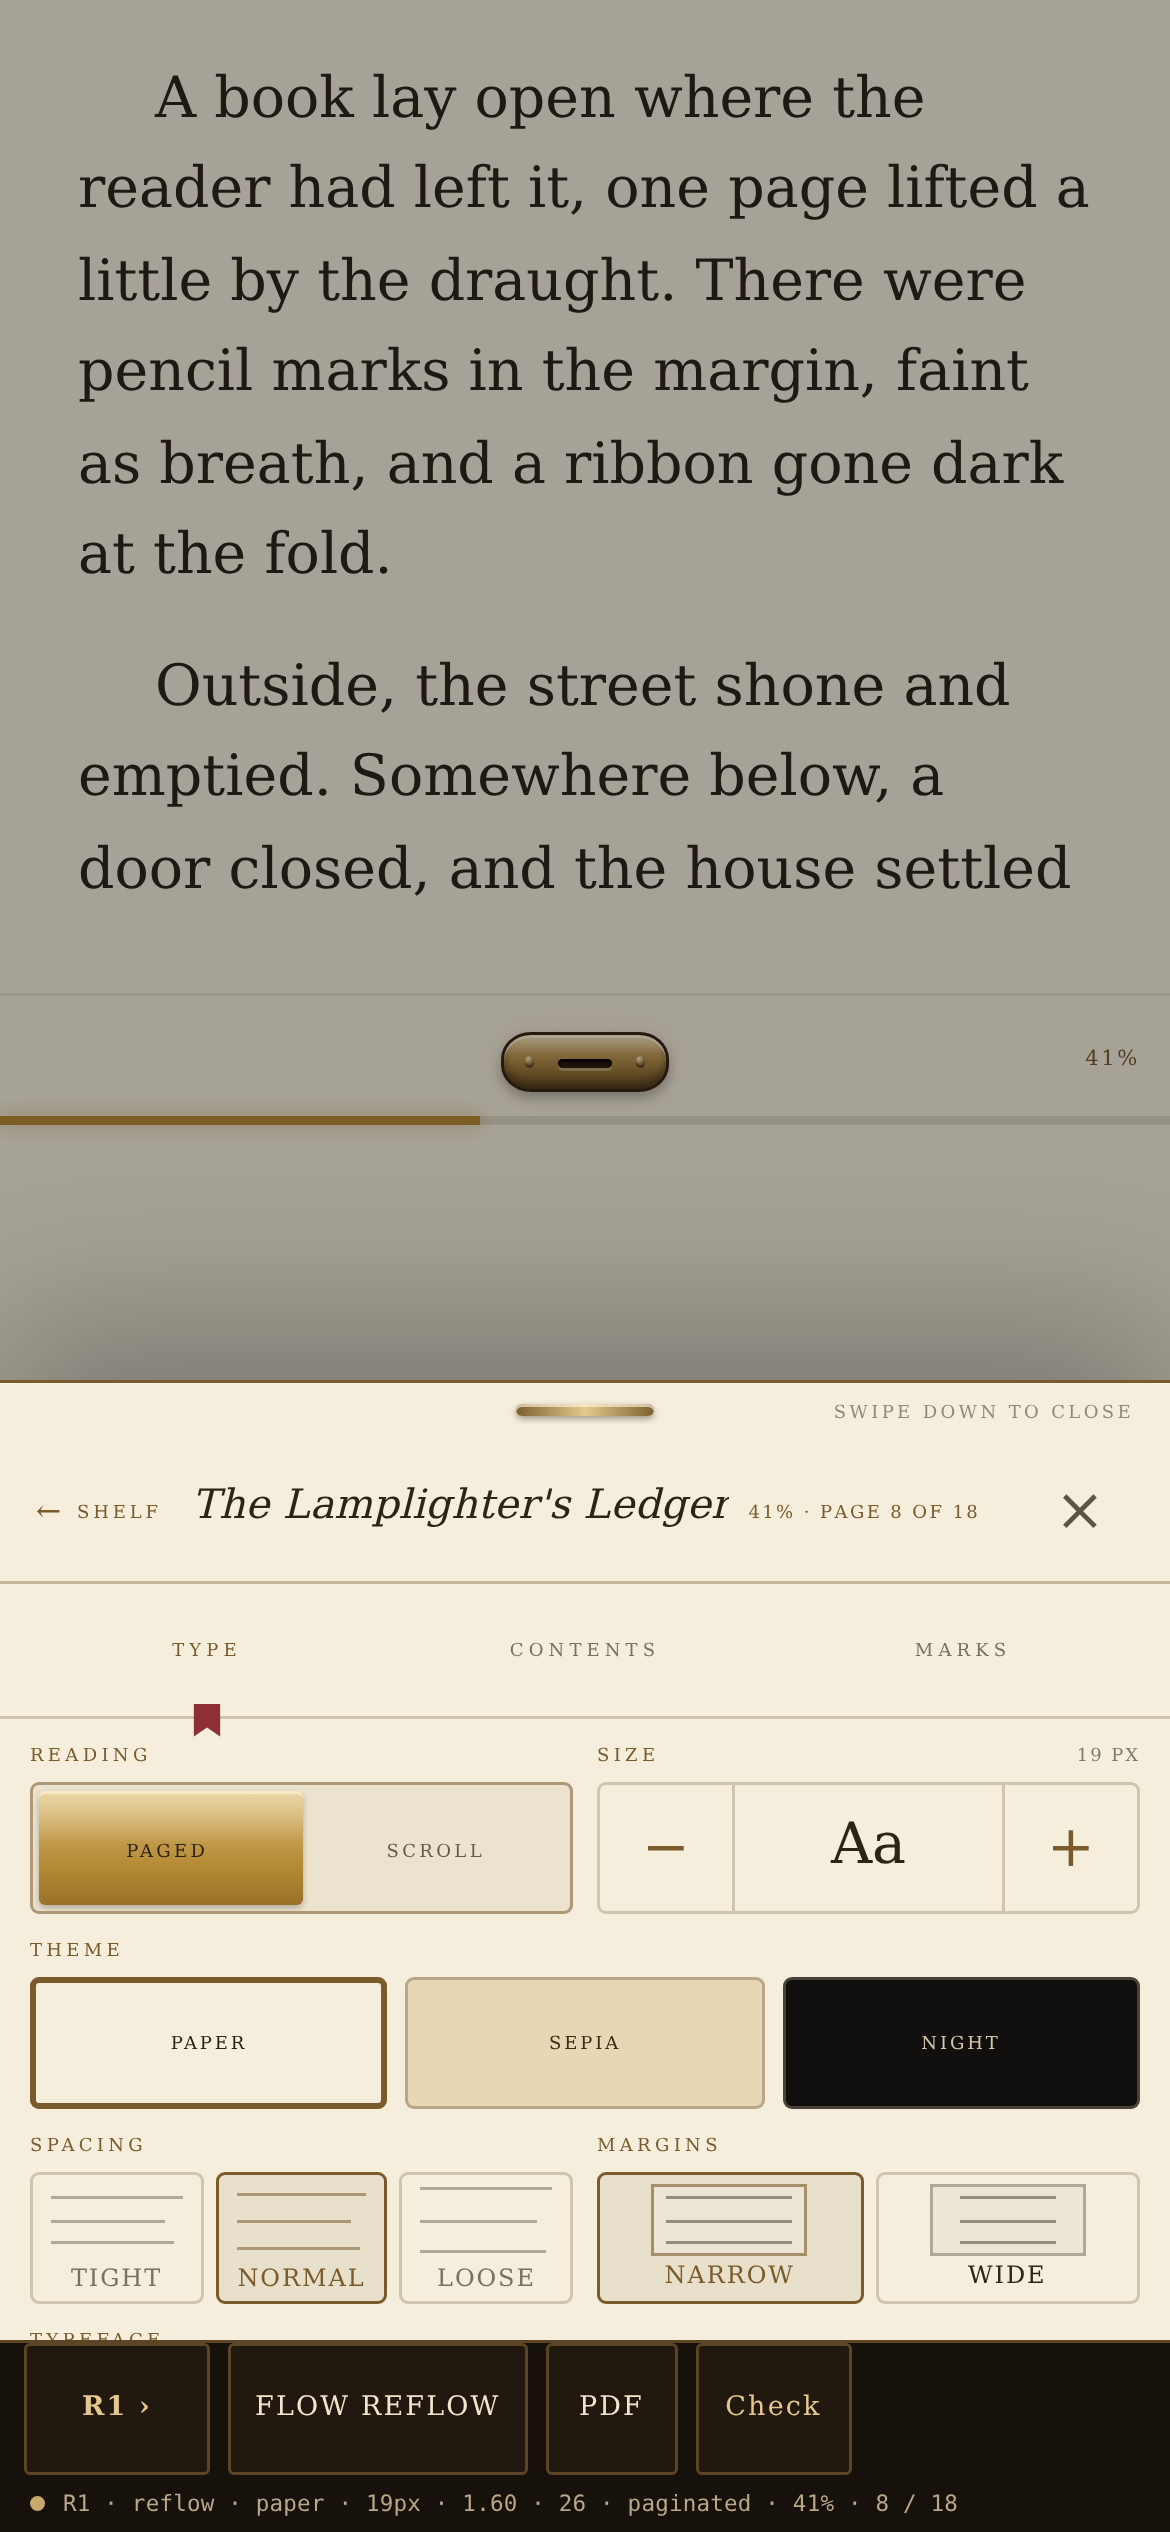 A book lay open where the
reader had left it, one page lifted a
little by the draught. There were
pencil marks in the margin, faint
as breath, and a ribbon gone dark
at the fold.
Outside, the street shone and
emptied. Somewhere below, a
door closed, and the house settled
41%
SWIPE DOWN TO CLOSE
← SHELF The Lamplighter's Ledger 41% · PAGE 8 OF 18 ×
TYPE CONTENTS MARKS
READING SIZE 19 PX
PAGED SCROLL − Aa +
THEME
PAPER SEPIA NIGHT
SPACING MARGINS
TIGHT NORMAL LOOSE NARROW WIDE
TYPEFACE
R1 › FLOW REFLOW PDF Check
R1 · reflow · paper · 19px · 1.60 · 26 · paginated · 41% · 8 / 18